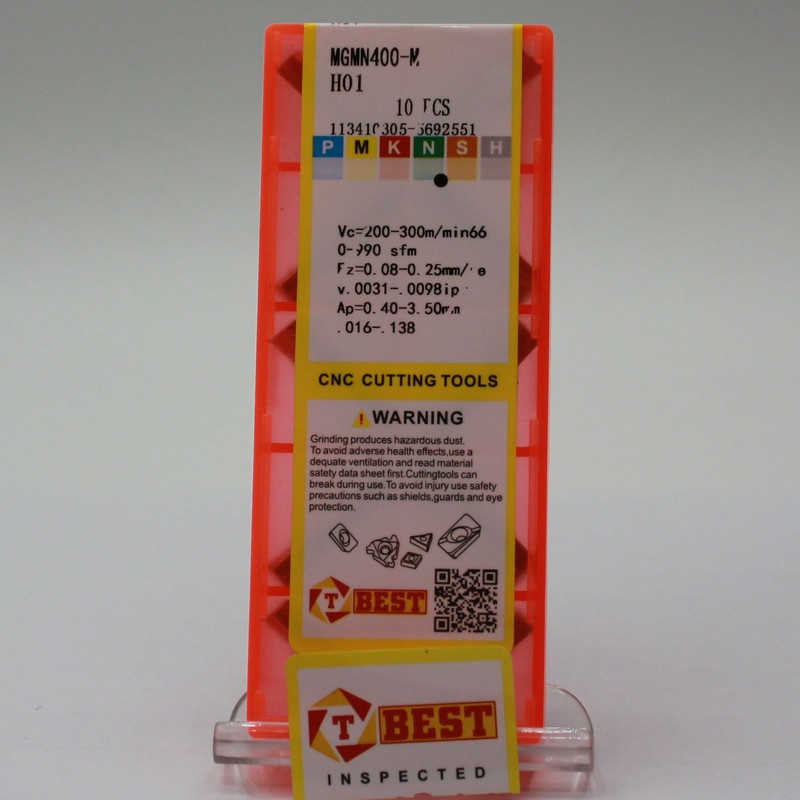 MGMN400-M
H01
10 PCS
P M K N S H
Vc=200-300m/min66
0-990 sfm
Fz=0.08-0.25mm/ e
v.0031-.0098ip
Ap=0.40-3.50mm
.016-.138
CNC CUTTING TOOLS
WARNING
Grinding produces hazardous dust.
To avoid adverse health effects,use a
dequate ventilation and read material
satety data sheet first.Cuttingtools can
break during use.To avoid injury use safety
precautions such as shields,guards and eye
protection.
T BEST
T BEST
INSPECTED